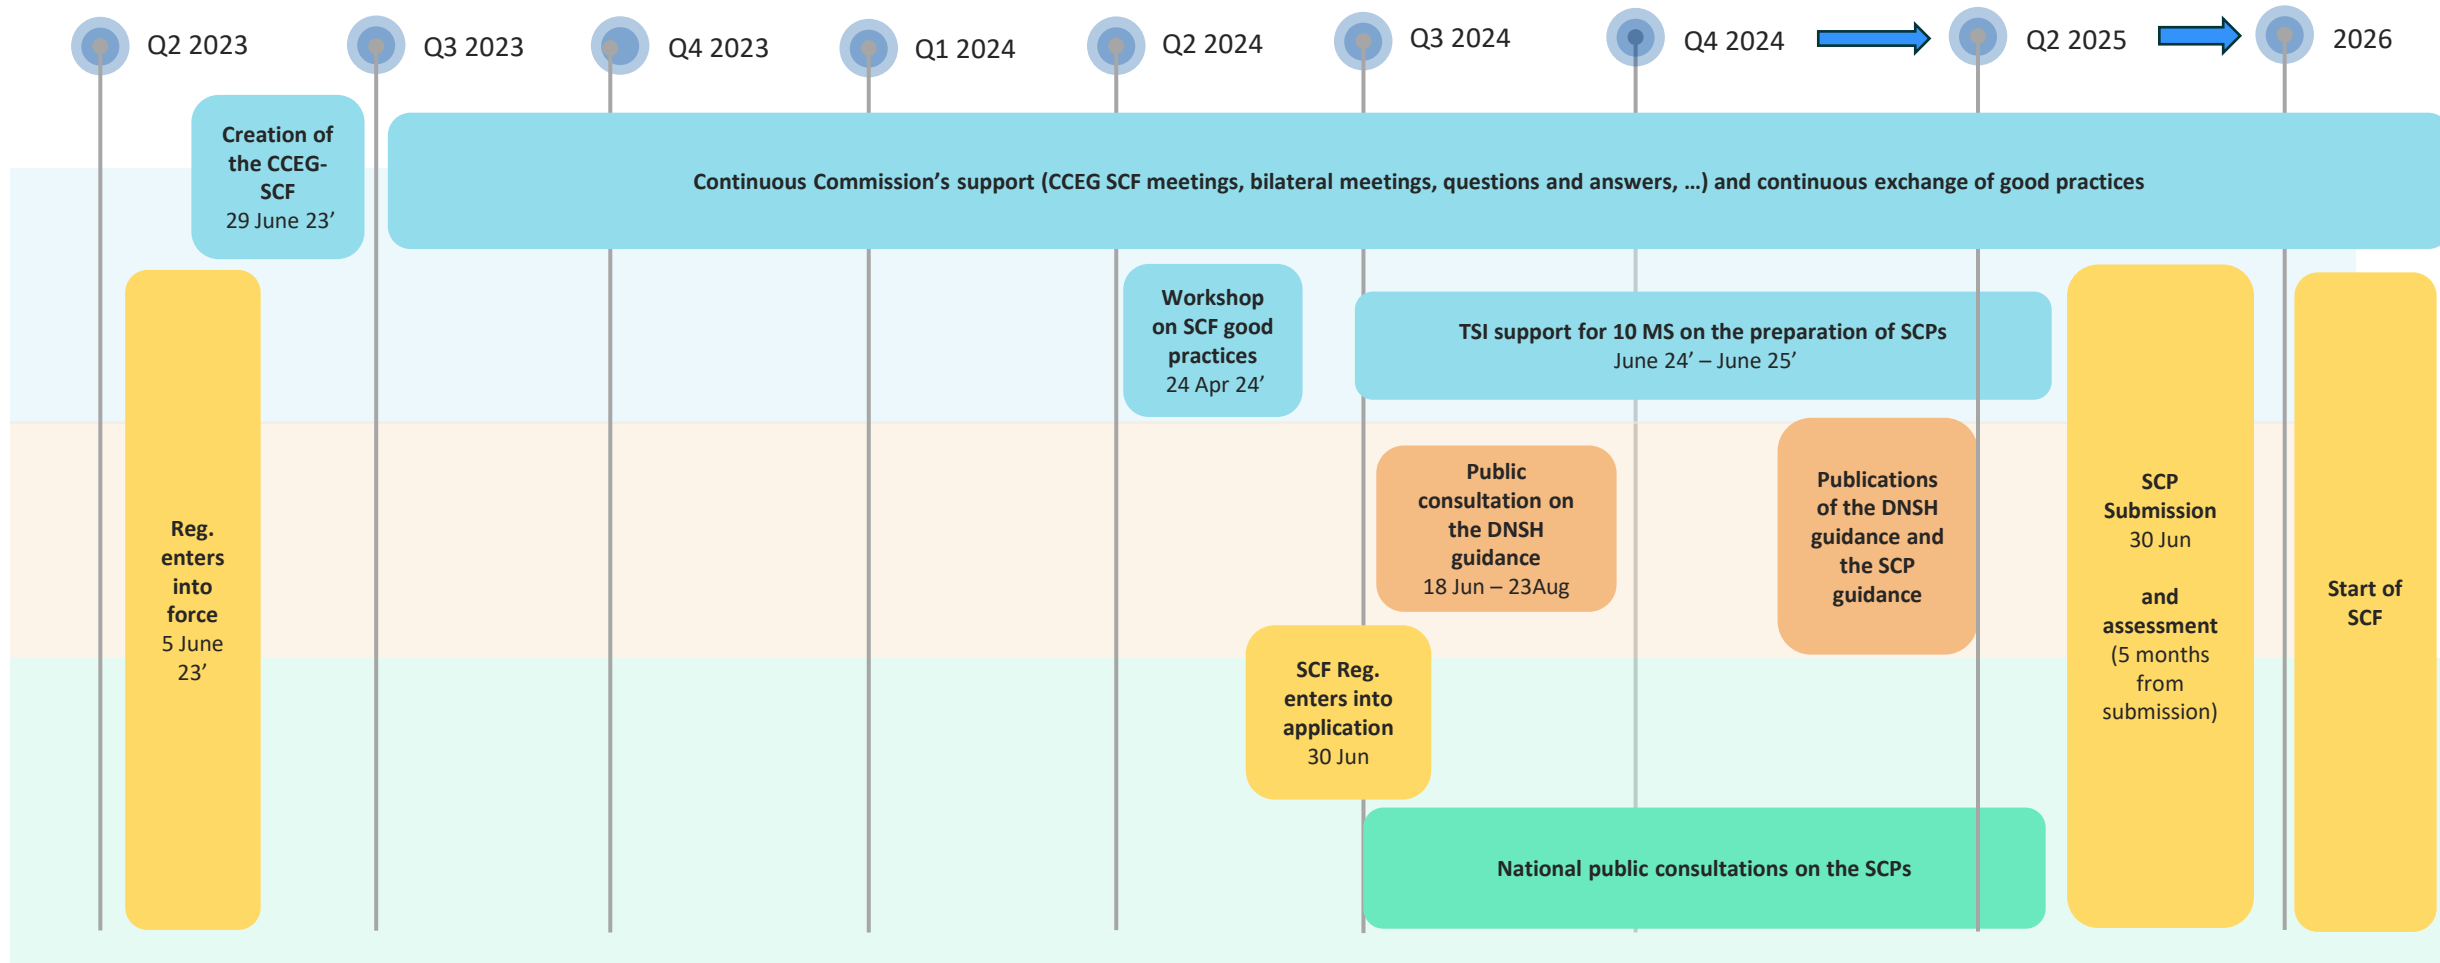 Q2 2023
Q3 2023
Q4 2023
Q1 2024
Q2 2024
Q3 2024
Q4 2024
Q2 2025
2026
Creation of
the CCEG-
SCF
29 June 23’
Continuous Commission’s support (CCEG SCF meetings, bilateral meetings, questions and answers, …) and continuous exchange of good practices
Reg.
enters
into
force
5 June
23’
Workshop
on SCF good
practices
24 Apr 24’
TSI support for 10 MS on the preparation of SCPs
June 24’ – June 25’
Public
consultation on
the DNSH
guidance
18 Jun – 23Aug
Publications
of the DNSH
guidance and
the SCP
guidance
SCF Reg.
enters into
application
30 Jun
National public consultations on the SCPs
SCP
Submission
30 Jun
and
assessment
(5 months
from
submission)
Start of
SCF